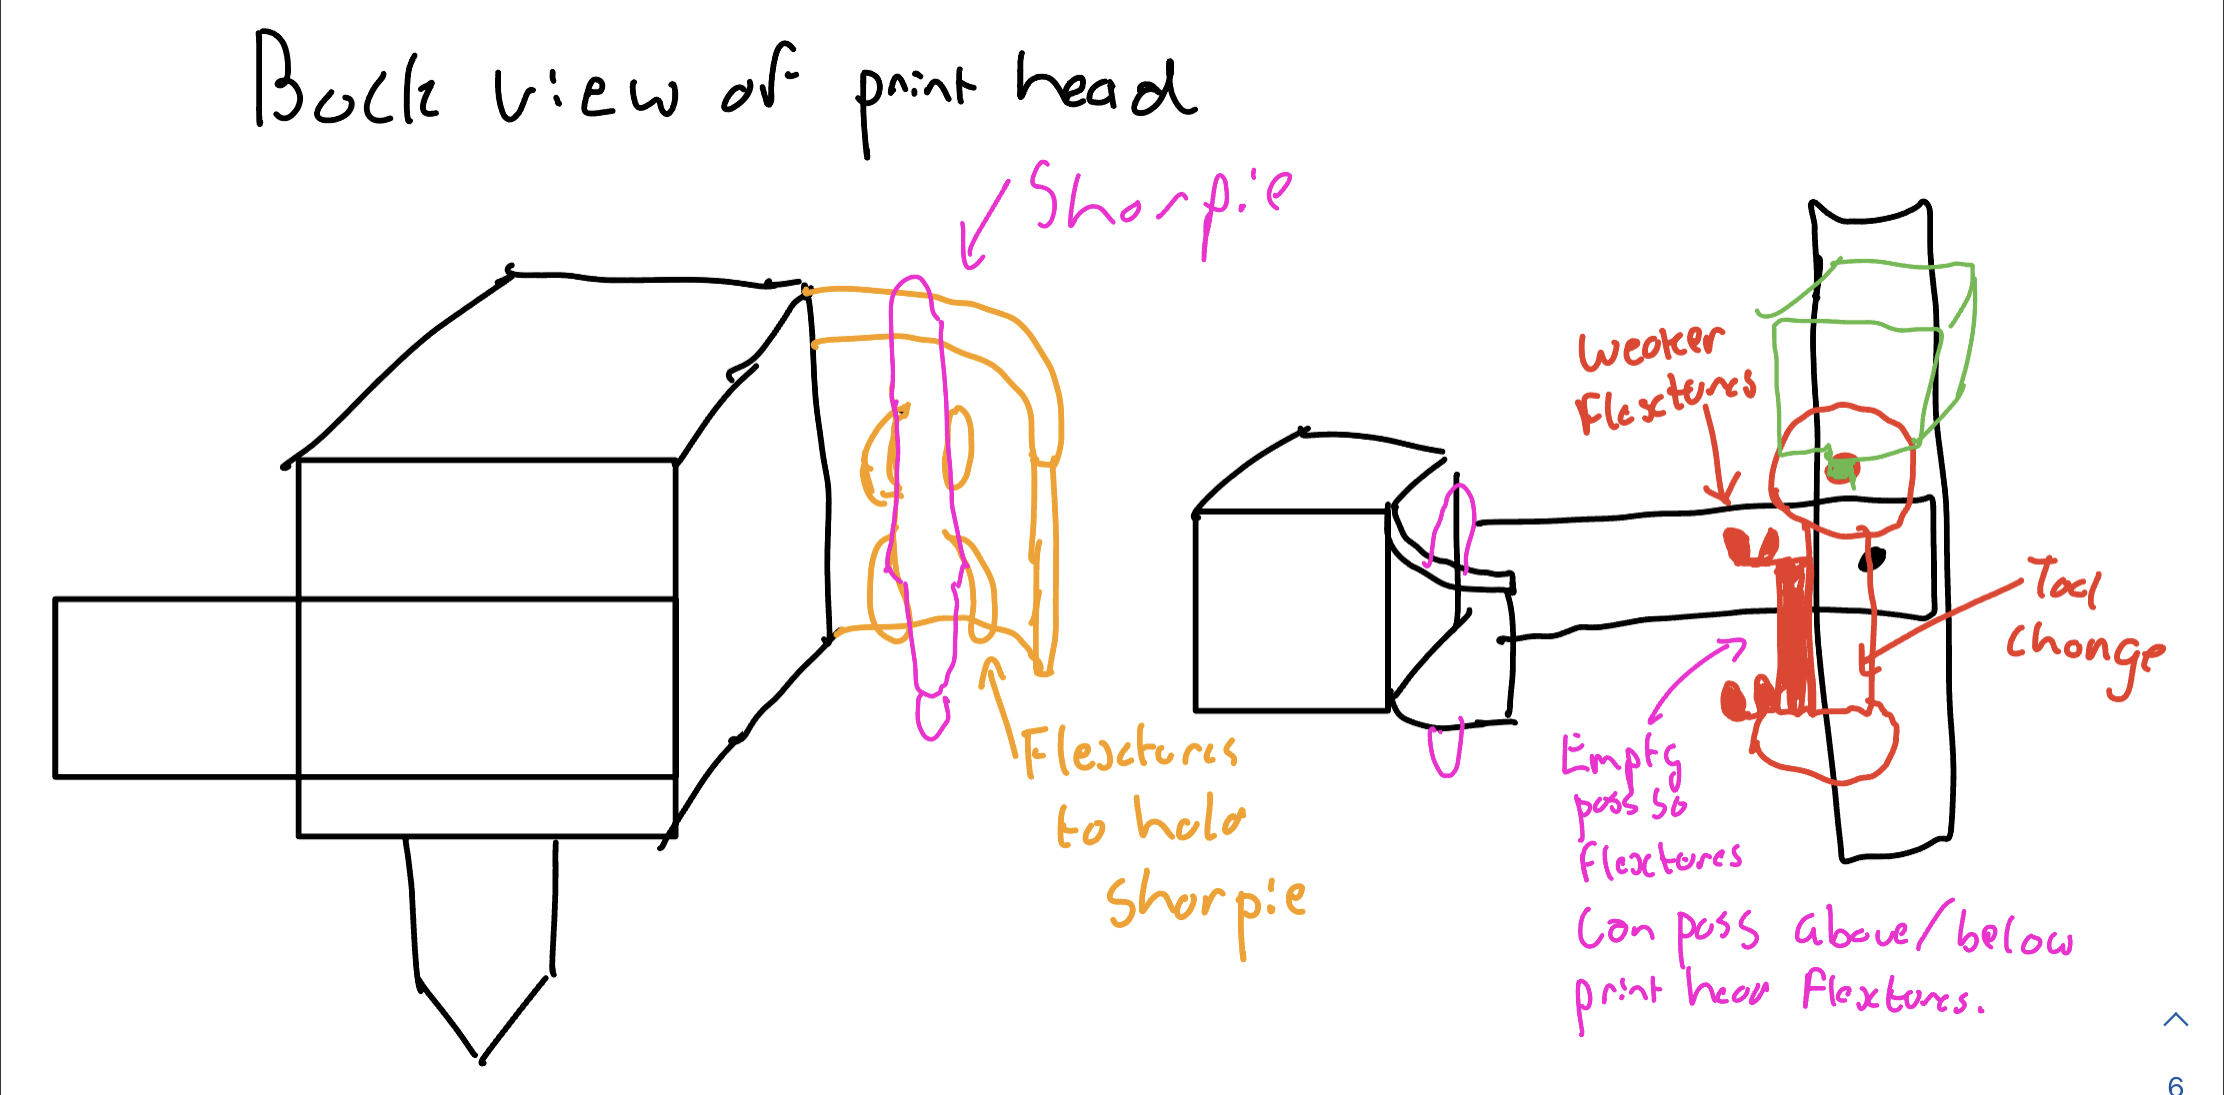 Back view of print head
Sharpie
Weaker
Flextures
Tool
change
Flextures
to hold
Sharpie
Empty
pass so
flextures
Can pass above/below
print head flextures.
6